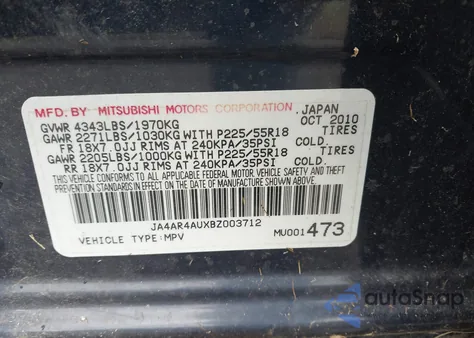 MFD. BY MITSUBISHI MOTORS CORPORATION JAPAN
GVWR 4343LBS/1970KG OCT 2010
GAWR 2271LBS/1030KG WITH P225/55R18 TIRES
FR 18X7.0JJ RIMS AT 240KPA/35PSI COLD.
GAWR 2205LBS/1000KG WITH P225/55R18 TIRES
RR 18X7.0JJ RIMS AT 240KPA/35PSI COLD.
THIS VEHICLE CONFORMS TO ALL APPLICABLE
FEDERAL MOTOR VEHICLE SAFETY, BUMPER AND THEFT
PREVENTION STANDARDS IN EFFECT ON THE DATE OF
MANUFACTURE SHOWN ABOVE.
JA4AR4AUXBZ003712
VEHICLE TYPE:MPV MU001473
autoSnap